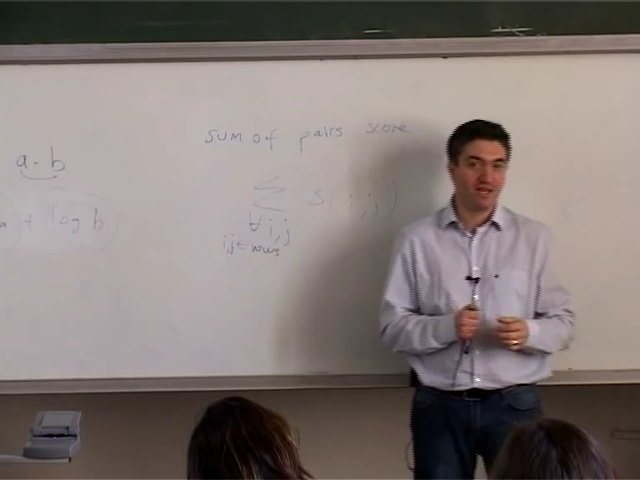 sum of pairs score
a.b
Σ S(i,j)
+ log b
∀i,j
i,j ∈ rows